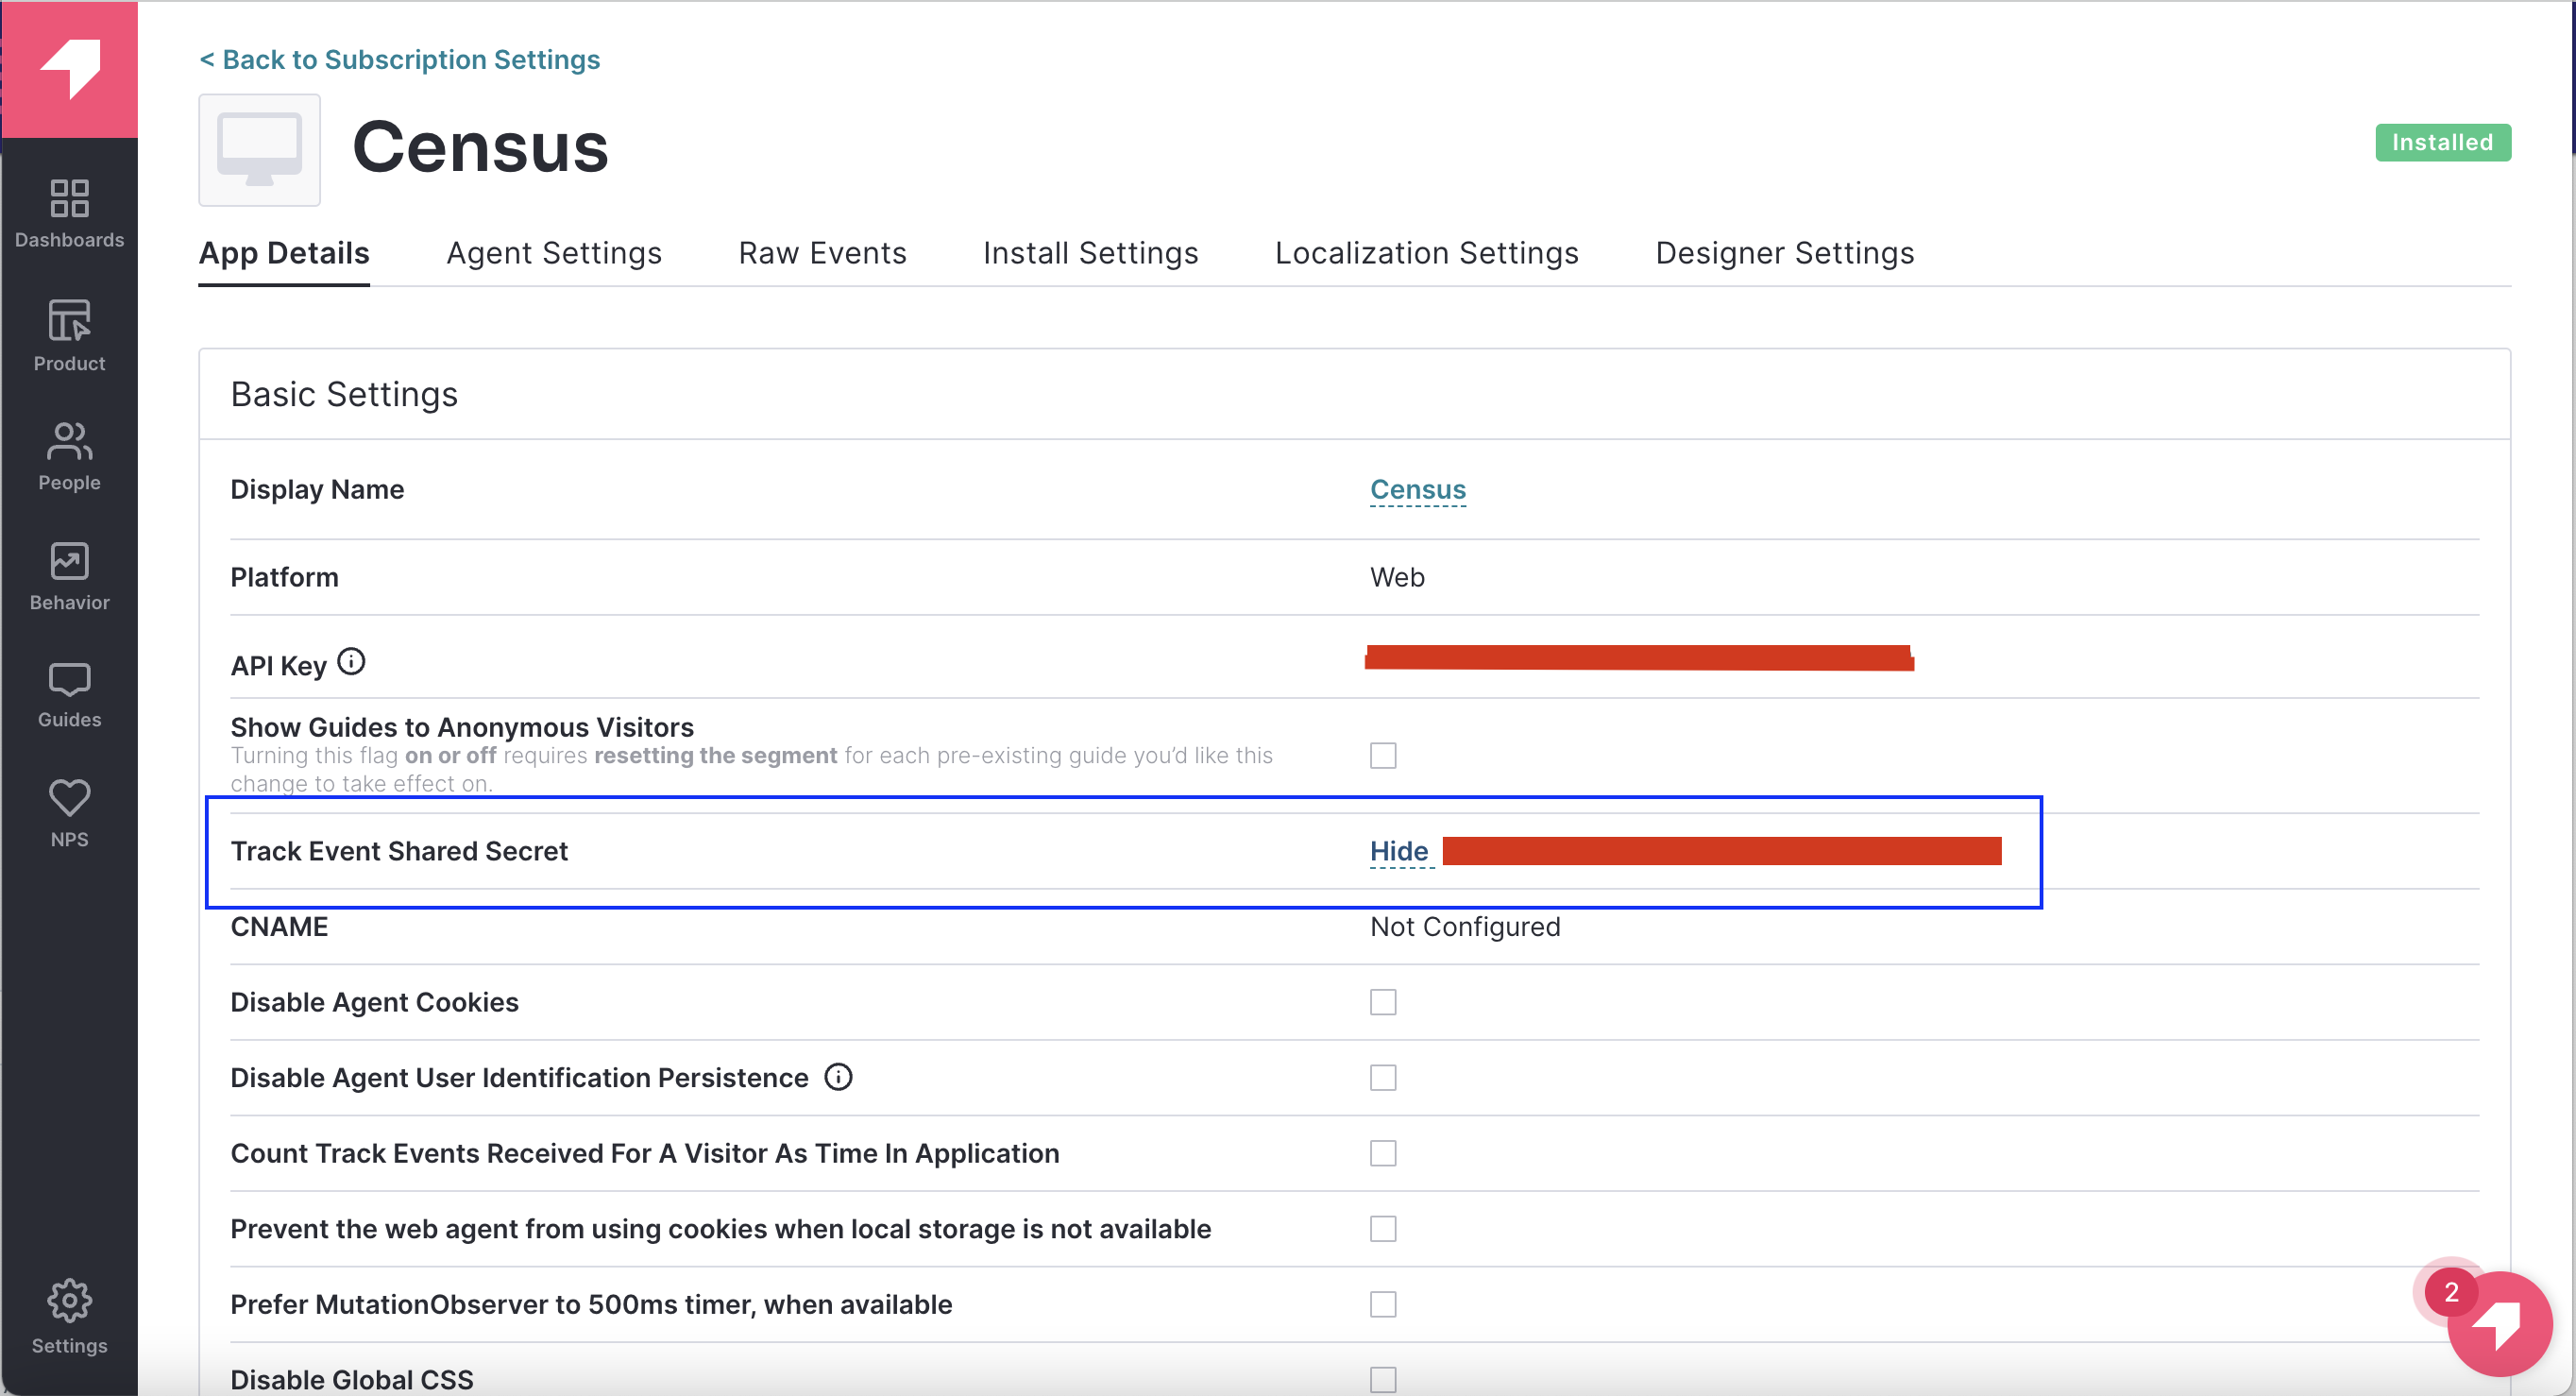 < Back to Subscription Settings
Census
Installed
Dashboards
Product
People
Behavior
Guides
NPS
Settings
App Details Agent Settings Raw Events Install Settings Localization Settings Designer Settings
Basic Settings
Display Name Census
Platform Web
API Key
Show Guides to Anonymous Visitors
Turning this flag on or off requires resetting the segment for each pre-existing guide you’d like this
change to take effect on.
Track Event Shared Secret Hide
CNAME Not Configured
Disable Agent Cookies
Disable Agent User Identification Persistence
Count Track Events Received For A Visitor As Time In Application
Prevent the web agent from using cookies when local storage is not available
Prefer MutationObserver to 500ms timer, when available
Disable Global CSS
2